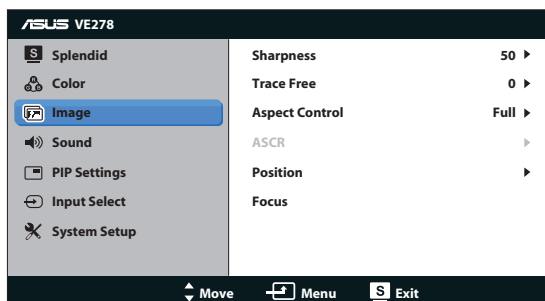 ASUS VE278
S Splendid
Color
Image
Sound
PIP Settings
Input Select
System Setup
Sharpness 50
Trace Free 0
Aspect Control Full
ASCR
Position
Focus
Move Menu S Exit